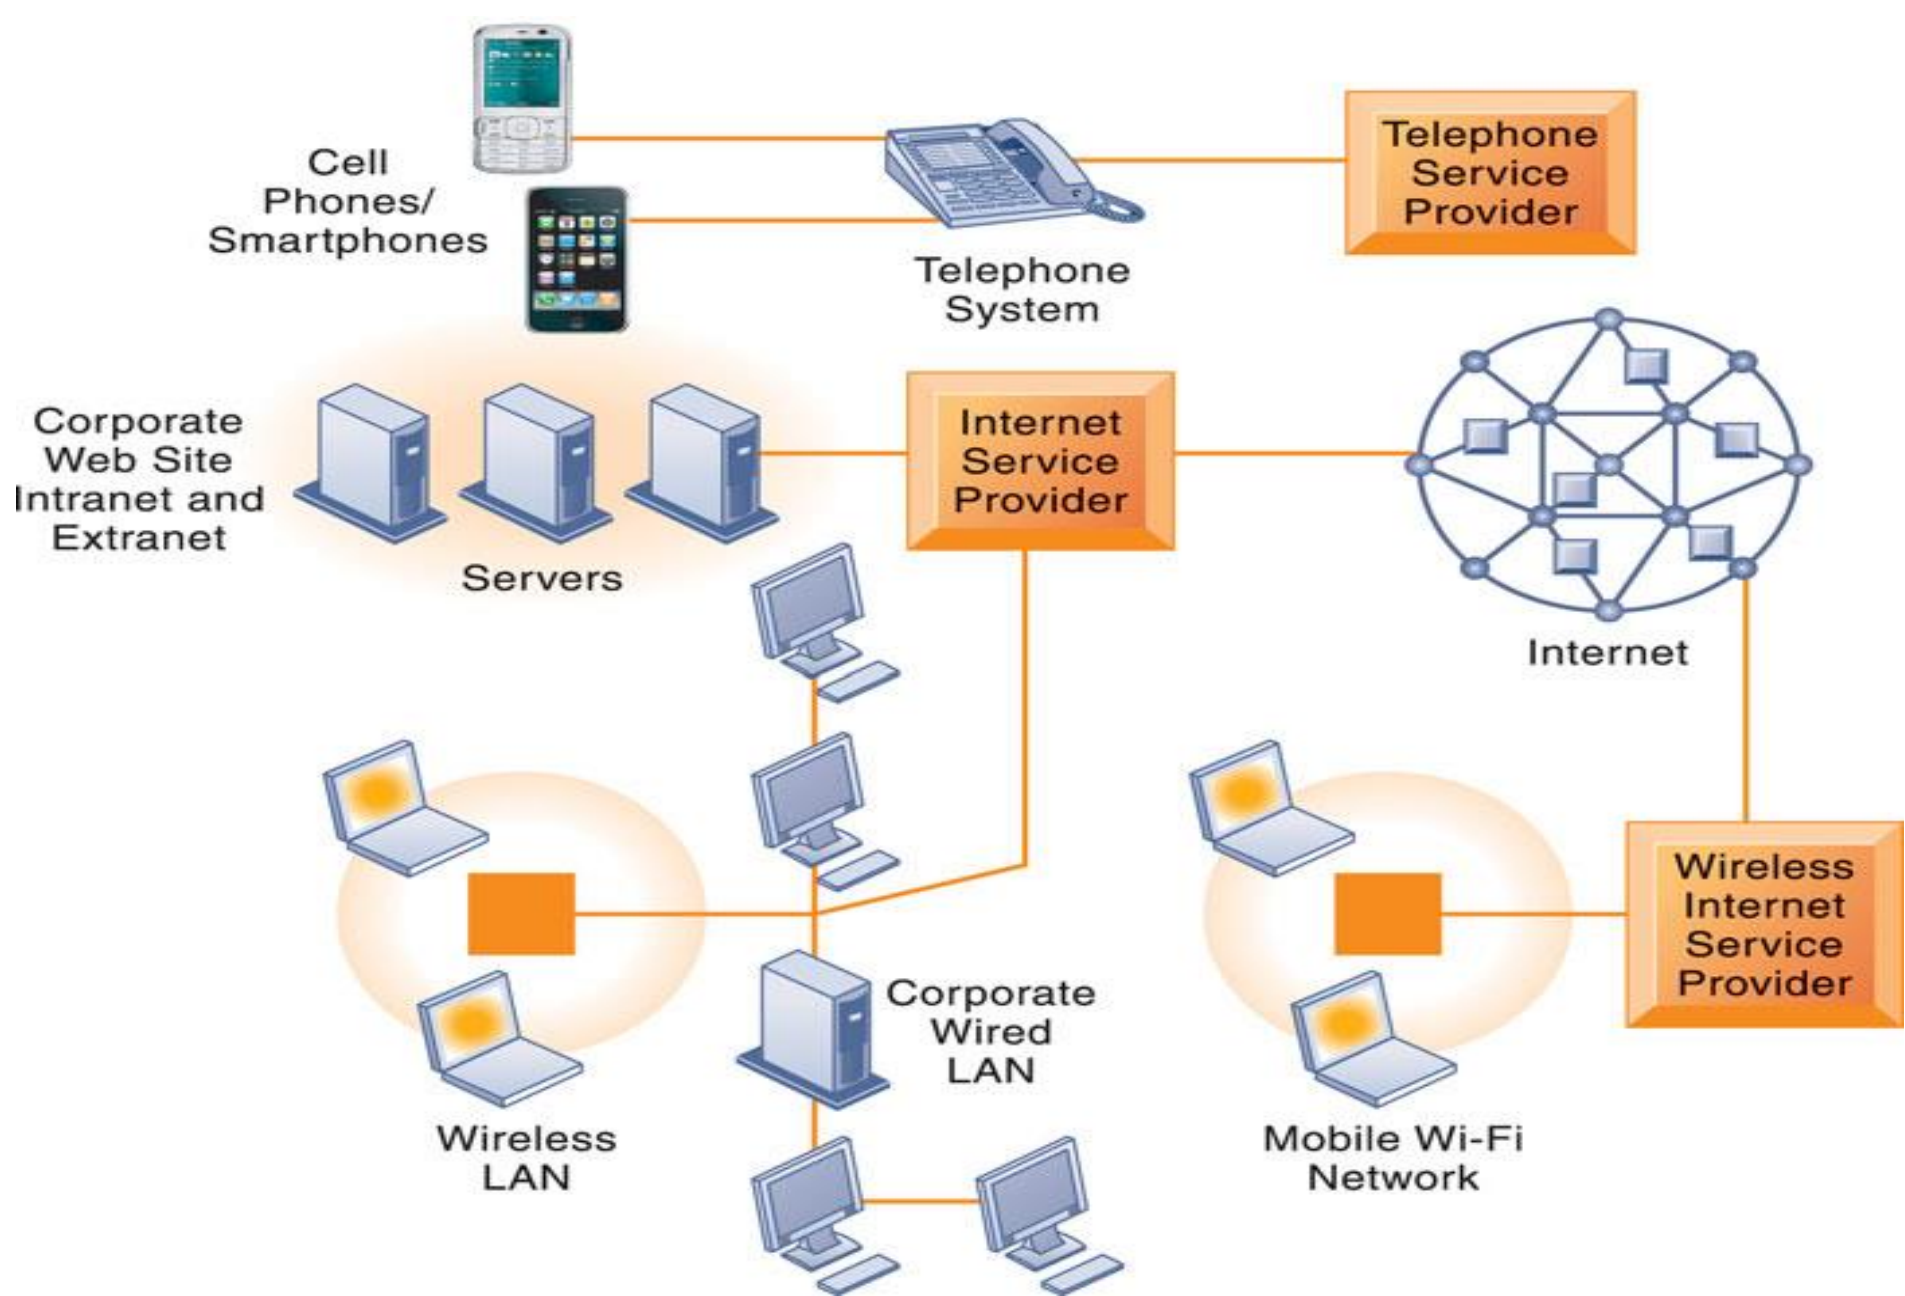 Cell
Phones/
Smartphones
Telephone
System
Telephone
Service
Provider
Corporate
Web Site
Intranet and
Extranet
Servers
Internet
Service
Provider
Internet
Wireless
LAN
Corporate
Wired
LAN
Mobile Wi-Fi
Network
Wireless
Internet
Service
Provider